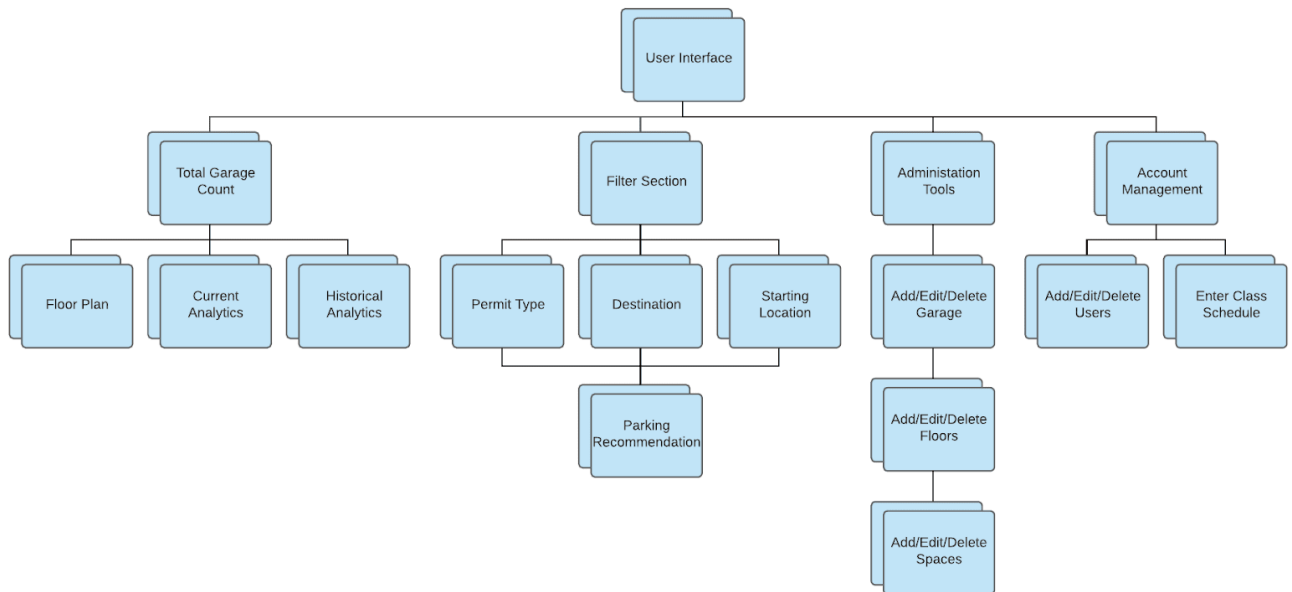 User Interface
Total Garage
Count
Filter Section
Administation
Tools
Account
Management
Floor Plan
Current
Analytics
Historical
Analytics
Permit Type
Destination
Starting
Location
Add/Edit/Delete
Garage
Add/Edit/Delete
Users
Enter Class
Schedule
Parking
Recommendation
Add/Edit/Delete
Floors
Add/Edit/Delete
Spaces